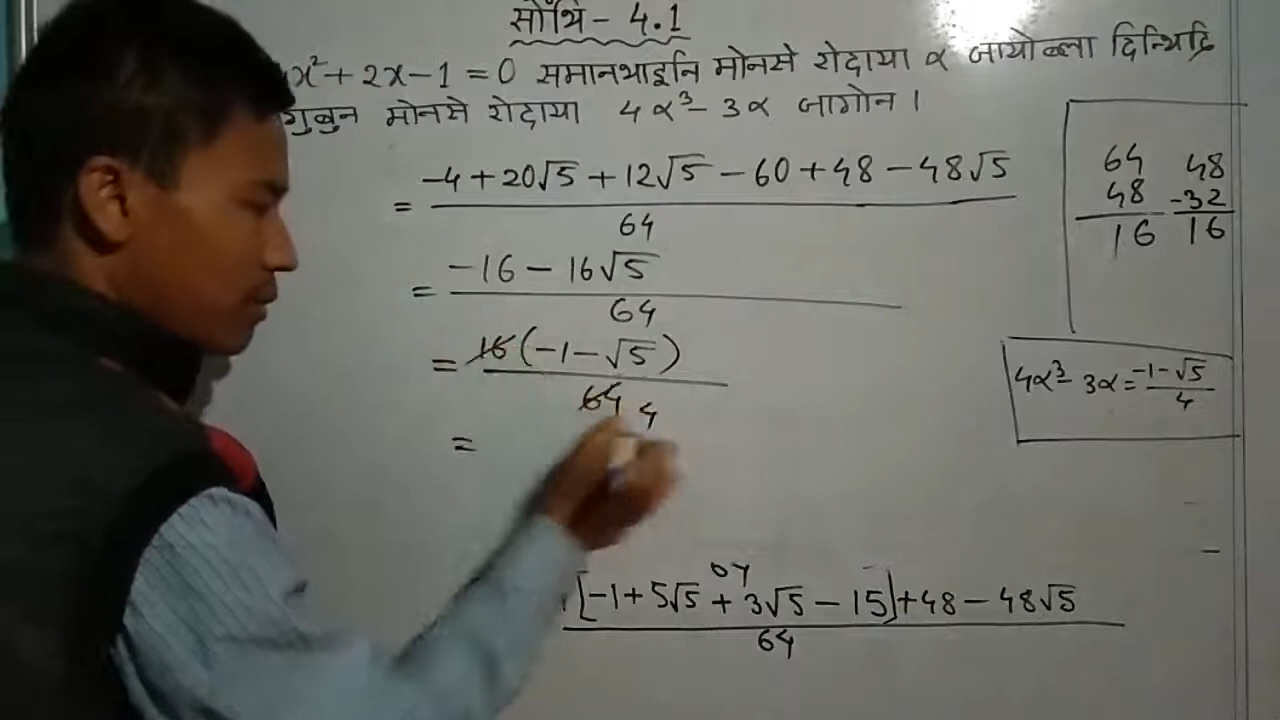 सोँथि - 4.1
x² + 2x - 1 = 0 समानथाइनि मोनसे रोदाया α जायोब्ला दिन्थिद्रि
गुबुन मोनसे रोदाया 4α³ - 3α जागोन।
= (-4 + 20√5 + 12√5 - 60 + 48 - 48√5) / 64
= (-16 - 16√5) / 64
= 16(-1 - √5) / 64 4
=
64 48
48 -32
16 16
4α³ - 3α = (-1 - √5) / 4
[-1 + 5√5 + 3√5 - 15] + 48 - 48√5 / 64